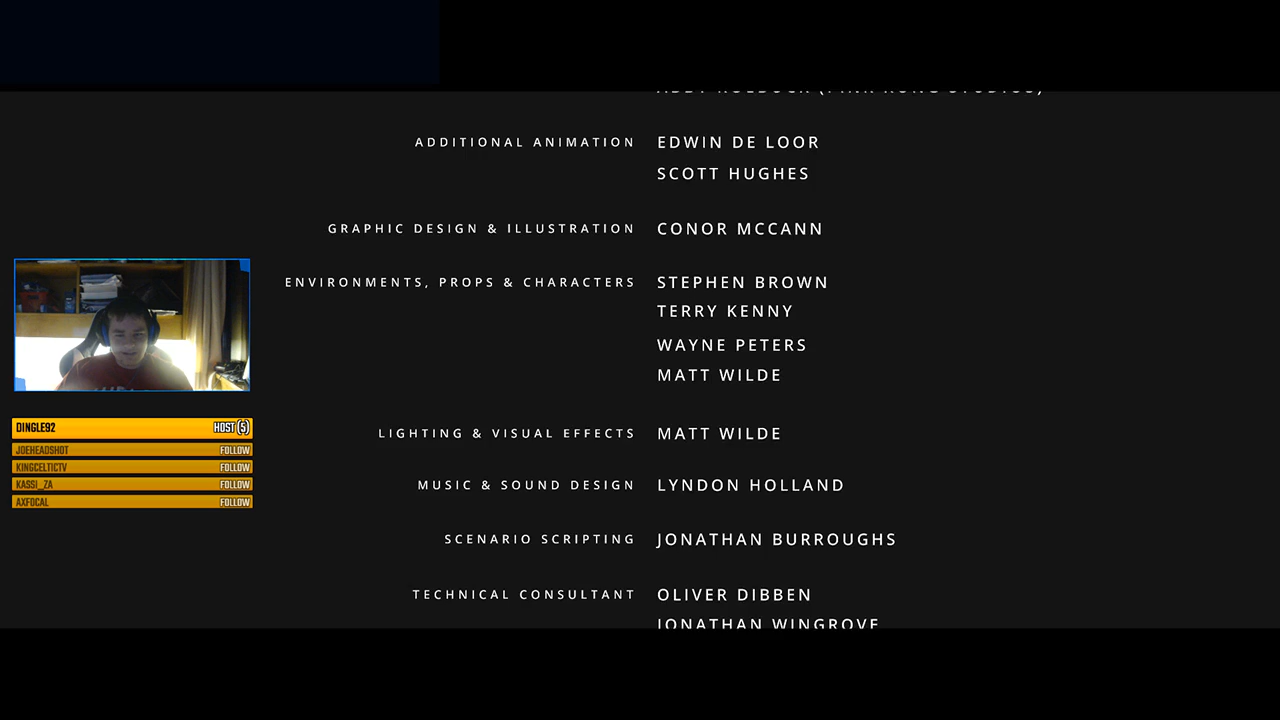 ADDITIONAL ANIMATION EDWIN DE LOOR
SCOTT HUGHES
GRAPHIC DESIGN & ILLUSTRATION CONOR MCCANN
ENVIRONMENTS, PROPS & CHARACTERS STEPHEN BROWN
TERRY KENNY
WAYNE PETERS
MATT WILDE
LIGHTING & VISUAL EFFECTS MATT WILDE
MUSIC & SOUND DESIGN LYNDON HOLLAND
SCENARIO SCRIPTING JONATHAN BURROUGHS
TECHNICAL CONSULTANT OLIVER DIBBEN
JONATHAN WINGROVE
DINGLE92 HOST (5)
JOEHEADSHOT FOLLOW
KINGCELTICTV FOLLOW
KASSI_ZA FOLLOW
AXFOCAL FOLLOW